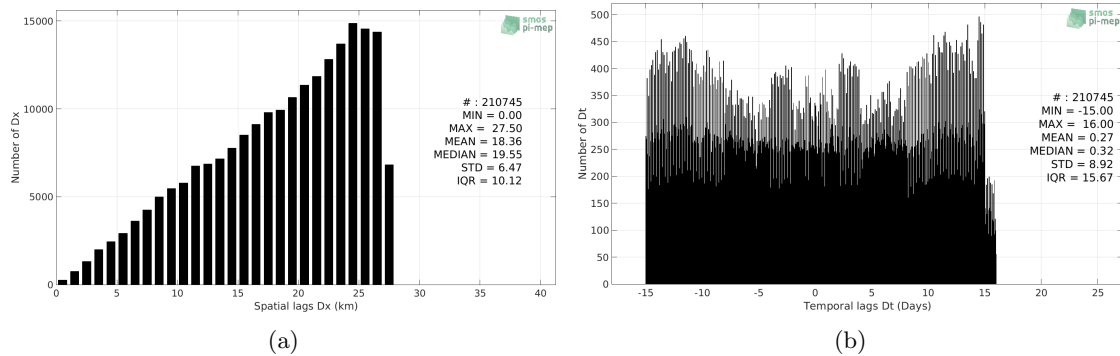 15000
10000
5000
0
Number of Dx
0 5 10 15 20 25 30 35 40
Spatial lags Dx (km)
smos
pi-mep
# : 210745
MIN = 0.00
MAX = 27.50
MEAN = 18.36
MEDIAN = 19.55
STD = 6.47
IQR = 10.12
(a)
500
450
400
350
300
250
200
150
100
50
0
Number of Dt
-15 -10 -5 0 5 10 15 20 25
Temporal lags Dt (Days)
smos
pi-mep
# : 210745
MIN = -15.00
MAX = 16.00
MEAN = 0.27
MEDIAN = 0.32
STD = 8.92
IQR = 15.67
(b)